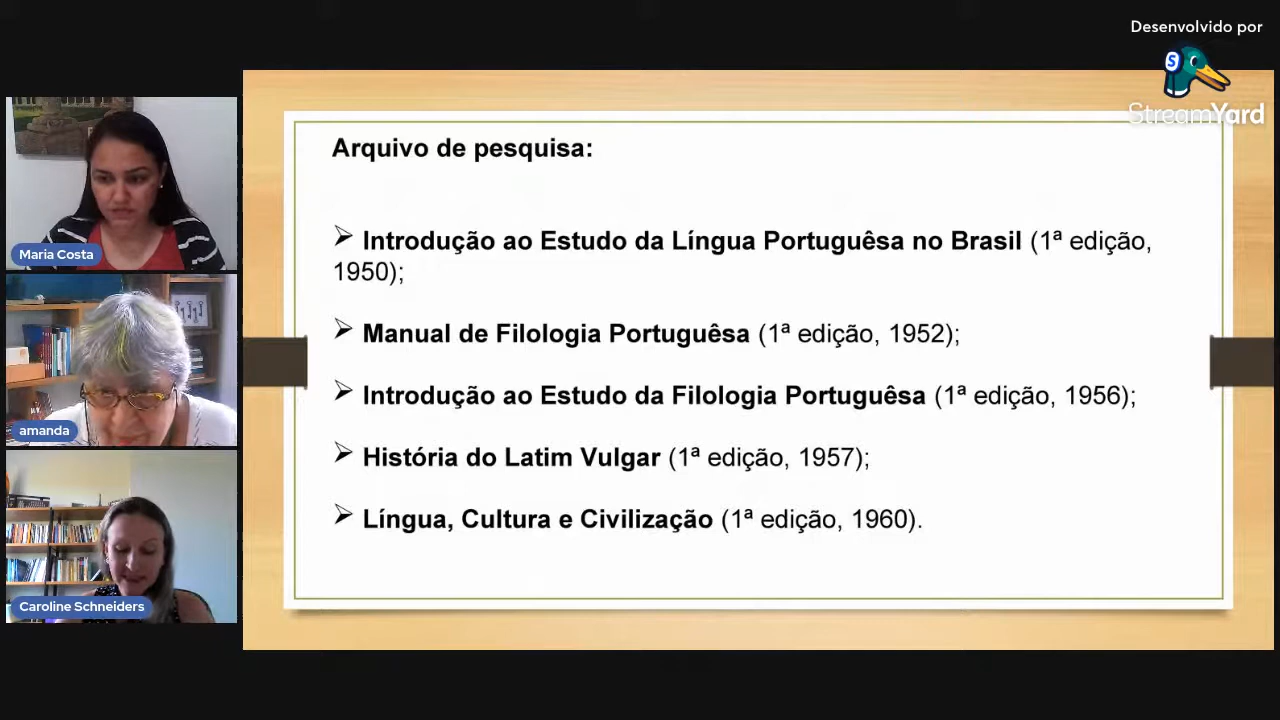 Desenvolvido por
StreamYard
Arquivo de pesquisa:
➢ Introdução ao Estudo da Língua Portuguêsa no Brasil (1ª edição,
1950);
➢ Manual de Filologia Portuguêsa (1ª edição, 1952);
➢ Introdução ao Estudo da Filologia Portuguêsa (1ª edição, 1956);
➢ História do Latim Vulgar (1ª edição, 1957);
➢ Língua, Cultura e Civilização (1ª edição, 1960).
Maria Costa
amanda
Caroline Schneiders